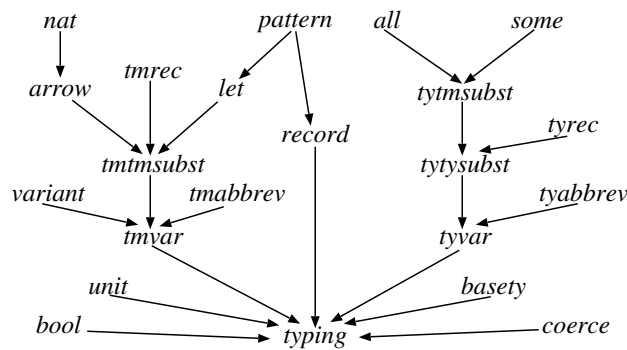 nat pattern all some
arrow tmrec let tytmsubst
record tyrec
tmtmsubst tytysubst
variant tmabbrev tyabbrev
tmvar tyvar
unit basety
bool typing coerce